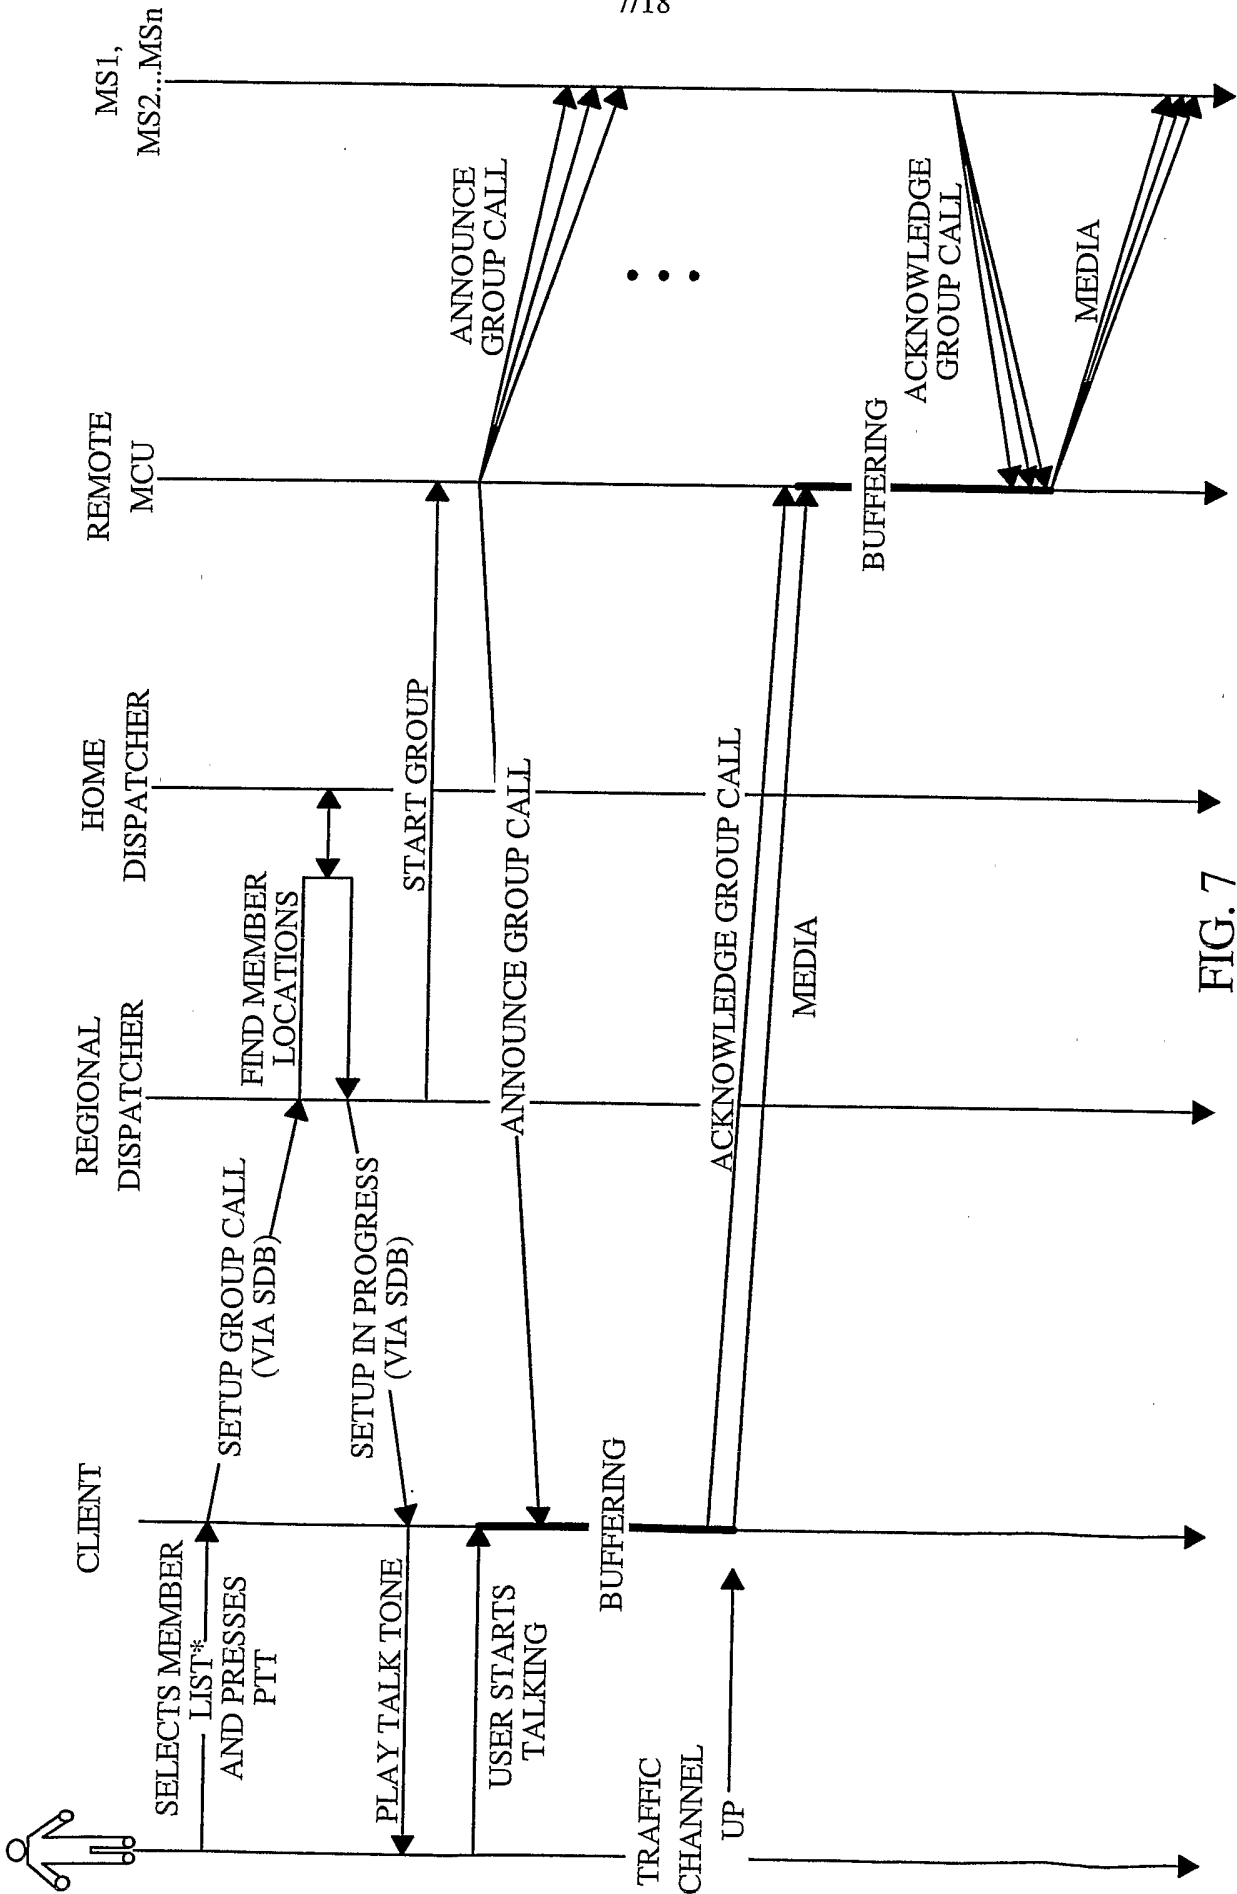 7/18
CLIENT
REGIONAL
DISPATCHER
HOME
DISPATCHER
REMOTE
MCU
MS1,
MS2...MSn
SELECTS MEMBER
LIST*
AND PRESSES
PTT
SETUP GROUP CALL
(VIA SDB)
FIND MEMBER
LOCATIONS
SETUP IN PROGRESS
(VIA SDB)
PLAY TALK TONE
START GROUP
ANNOUNCE
GROUP CALL
USER STARTS
TALKING
ANNOUNCE GROUP CALL
BUFFERING
TRAFFIC
CHANNEL
UP
ACKNOWLEDGE GROUP CALL
MEDIA
BUFFERING
ACKNOWLEDGE
GROUP CALL
MEDIA
FIG. 7